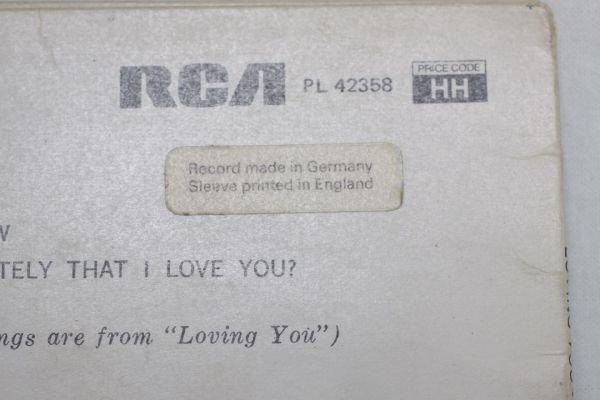 RCA PL 42358 PRICE CODE HH
Record made in Germany
Sleeve printed in England
W
TELY THAT I LOVE YOU?
ngs are from "Loving You")